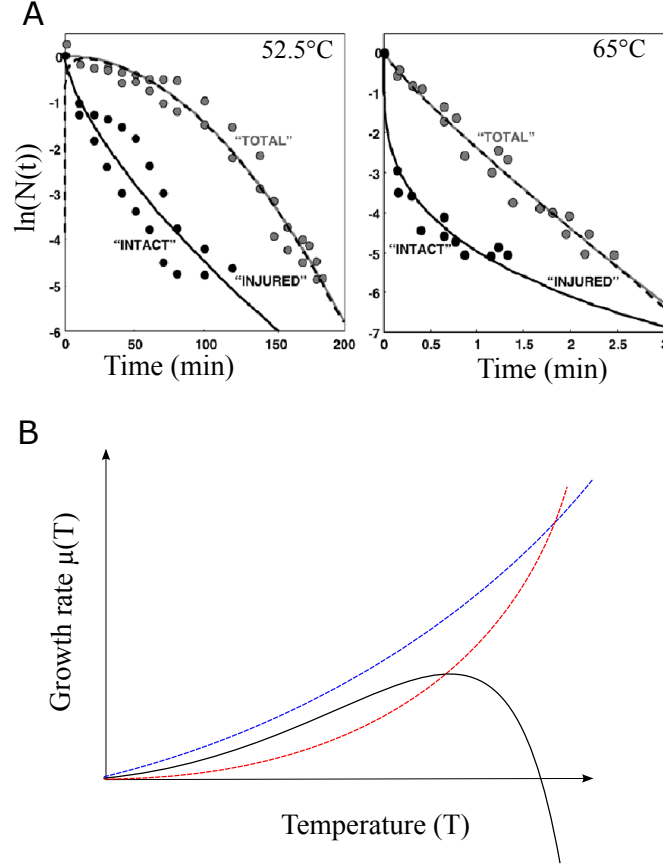 A
52.5°C
65°C
ln(N(t))
0
-1
-2
-3
-4
-5
-6
0
50
100
150
200
"TOTAL"
"INTACT"
"INJURED"
Time (min)
0
-1
-2
-3
-4
-5
-6
-7
0
0.5
1
1.5
2
2.5
3
"TOTAL"
"INTACT"
"INJURED"
Time (min)
B
Growth rate μ(T)
Temperature (T)